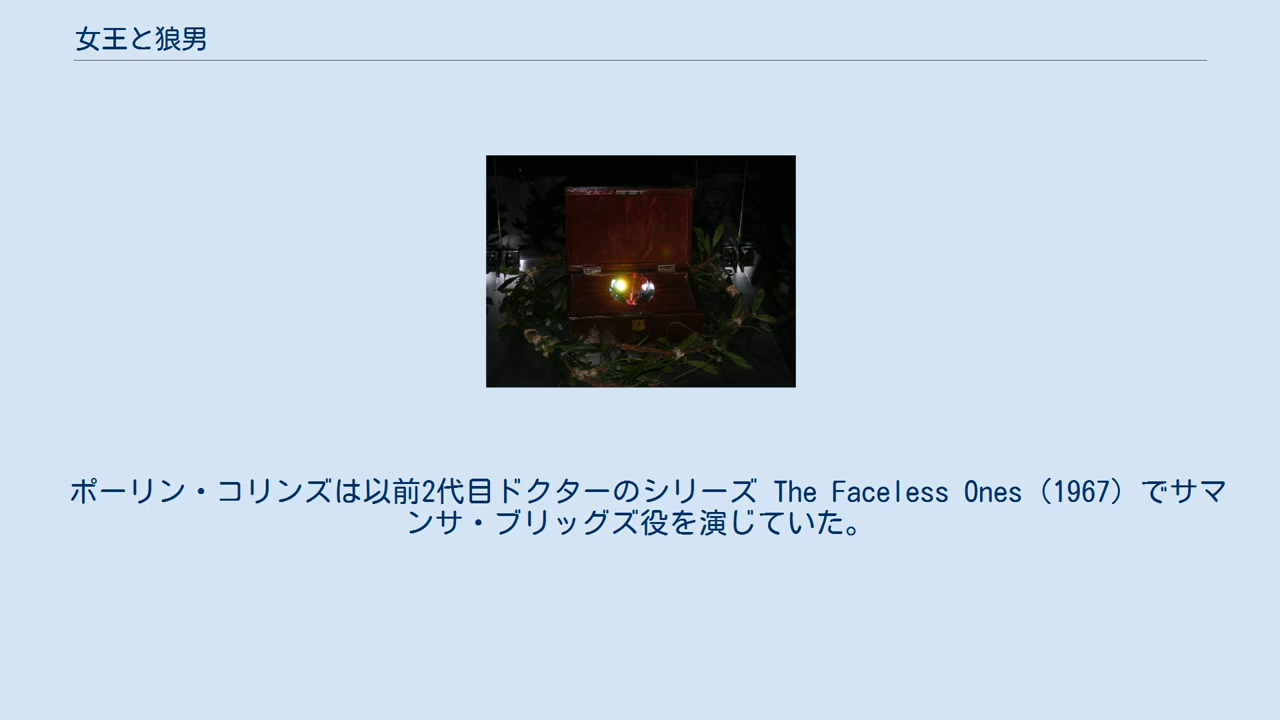 女王と狼男
ポーリン・コリンズは以前2代目ドクターのシリーズ The Faceless Ones（1967）でサマ
ンサ・ブリッグズ役を演じていた。